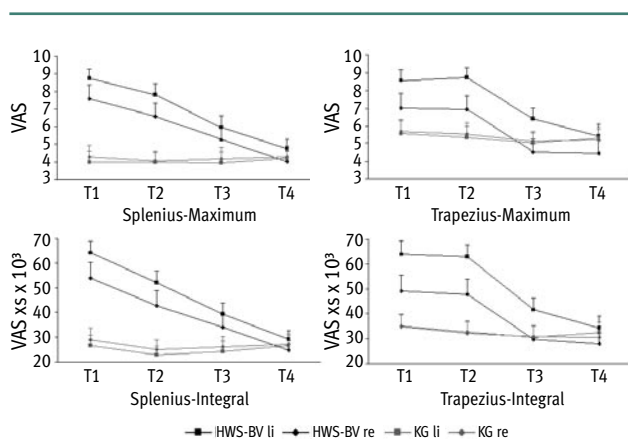 10
9
8
7
6
5
4
3
VAS
T1 T2 T3 T4
Splenius-Maximum
10
9
8
7
6
5
4
3
VAS
T1 T2 T3 T4
Trapezius-Maximum
70
60
50
40
30
20
VAS xs x 10³
T1 T2 T3 T4
Splenius-Integral
70
60
50
40
30
20
VAS xs x 10³
T1 T2 T3 T4
Trapezius-Integral
HWS-BV li HWS-BV re KG li KG re